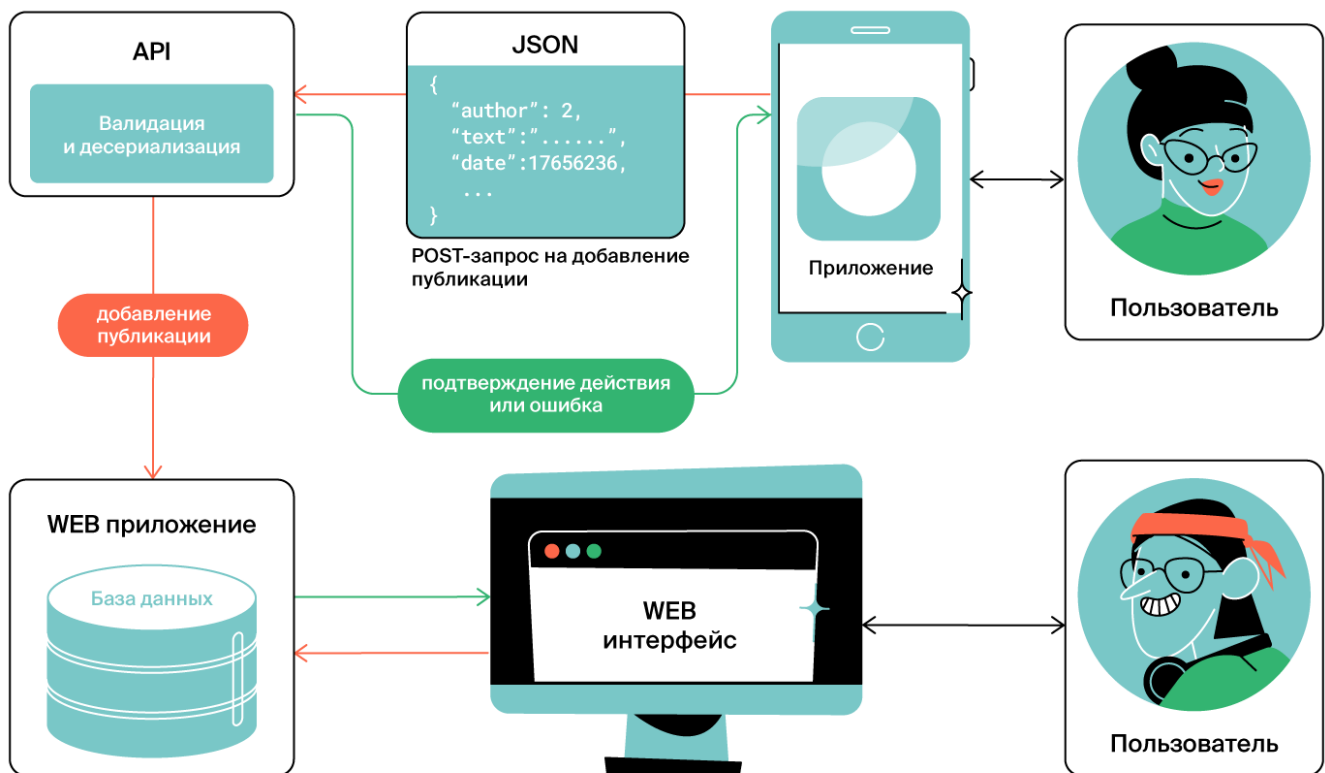 API
Валидация
и десериализация
JSON
{
“author”: 2,
“text”:“......”,
“date”:17656236,
...
}
POST-запрос на добавление
публикации
Приложение
Пользователь
добавление
публикации
подтверждение действия
или ошибка
WEB приложение
База данных
WEB
интерфейс
Пользователь